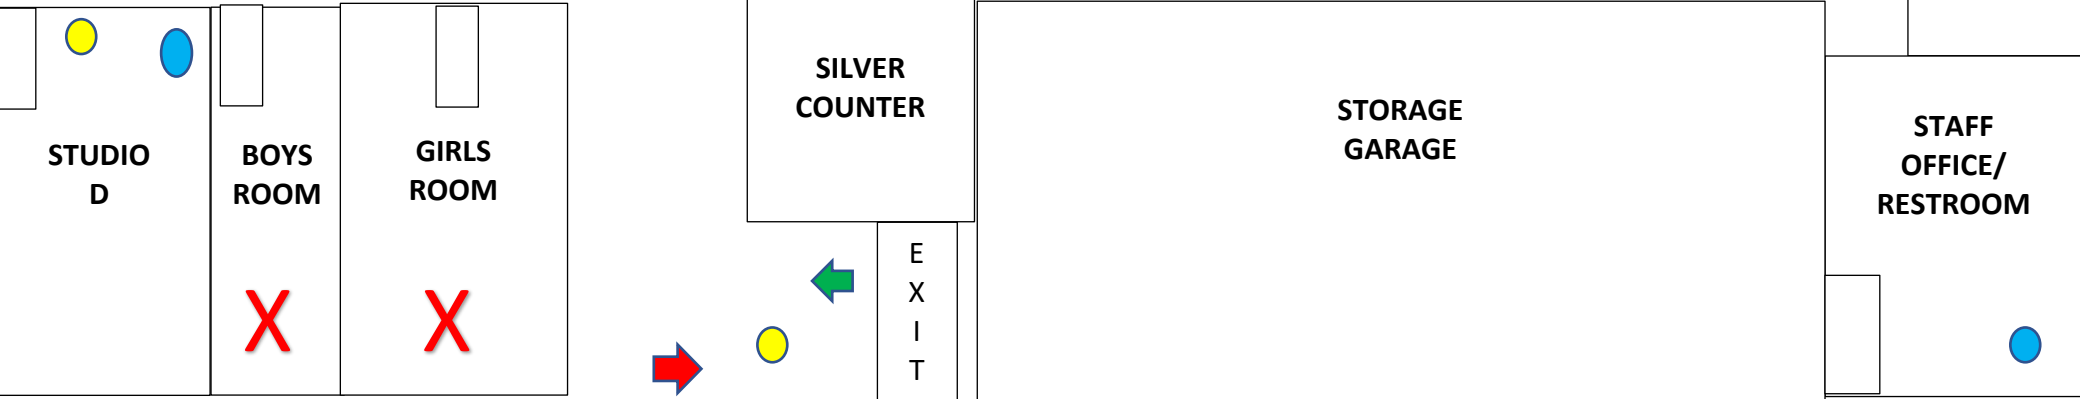 STUDIO
D
BOYS
ROOM
X
GIRLS
ROOM
X
SILVER
COUNTER
E
X
I
T
STORAGE
GARAGE
STAFF
OFFICE/
RESTROOM